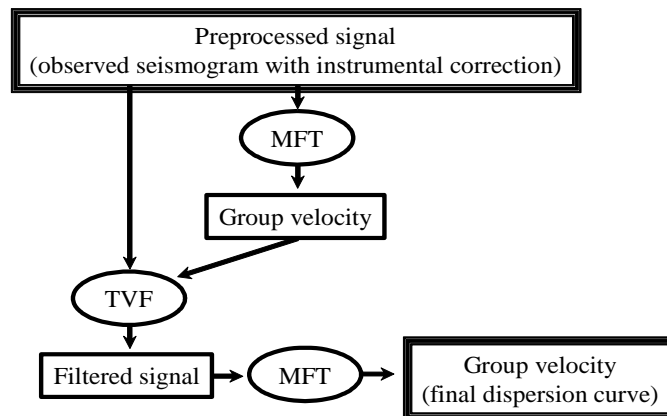 Preprocessed signal
(observed seismogram with instrumental correction)
MFT
Group velocity
TVF
Filtered signal
MFT
Group velocity
(final dispersion curve)